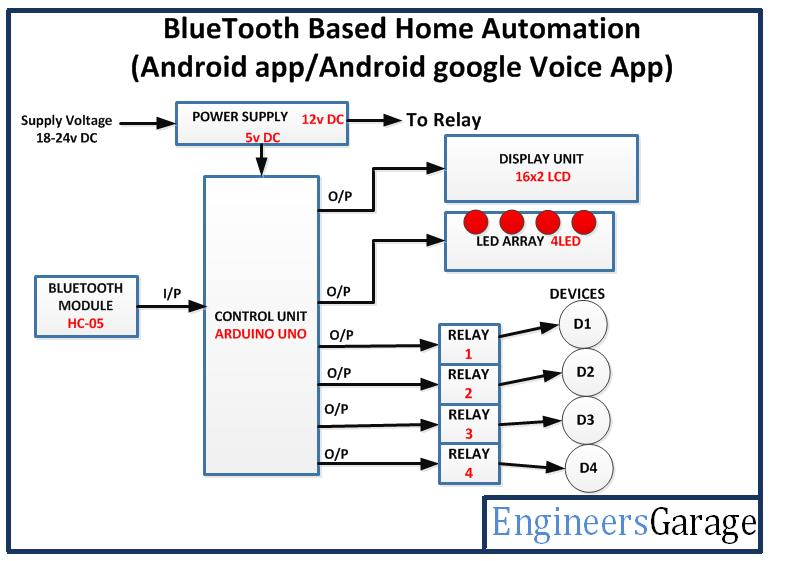 BlueTooth Based Home Automation
(Android app/Android google Voice App)
Supply Voltage
18-24v DC
POWER SUPPLY 12v DC
5v DC
To Relay
DISPLAY UNIT
16x2 LCD
O/P
LED ARRAY 4LED
O/P
BLUETOOTH
MODULE
HC-05
I/P
CONTROL UNIT
ARDUINO UNO
DEVICES
O/P
RELAY
1
D1
O/P
RELAY
2
D2
O/P
RELAY
3
D3
O/P
RELAY
4
D4
EngineersGarage